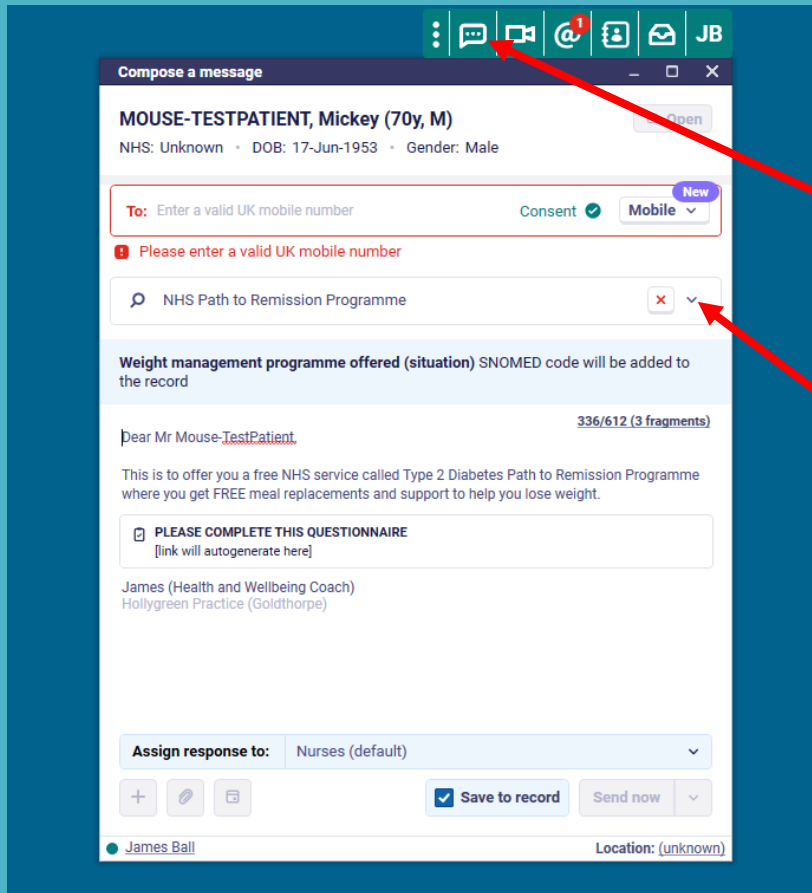 @ 1 JB
Compose a message
MOUSE-TESTPATIENT, Mickey (70y, M)
Open
NHS: Unknown • DOB: 17-Jun-1953 • Gender: Male
New
To: Enter a valid UK mobile number Consent Mobile
Please enter a valid UK mobile number
NHS Path to Remission Programme
Weight management programme offered (situation) SNOMED code will be added to
the record
336/612 (3 fragments)
Dear Mr Mouse-TestPatient,
This is to offer you a free NHS service called Type 2 Diabetes Path to Remission Programme
where you get FREE meal replacements and support to help you lose weight.
PLEASE COMPLETE THIS QUESTIONNAIRE
[link will autogenerate here]
James (Health and Wellbeing Coach)
Hollygreen Practice (Goldthorpe)
Assign response to: Nurses (default)
Save to record Send now
James Ball Location: (unknown)